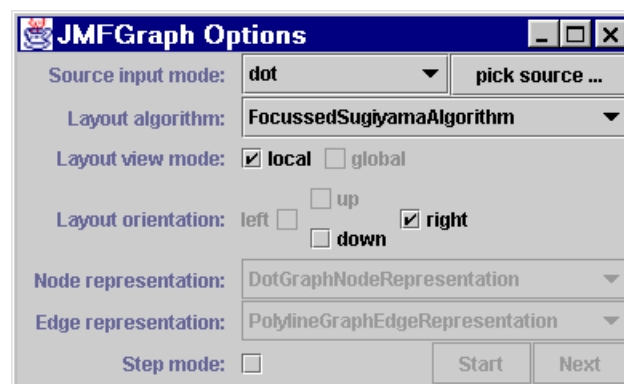 JMFGraph Options
Source input mode: dot pick source ...
Layout algorithm: FocussedSugiyamaAlgorithm
Layout view mode: local global
up
Layout orientation: left right
down
Node representation: DotGraphNodeRepresentation
Edge representation: PolylineGraphEdgeRepresentation
Step mode: Start Next